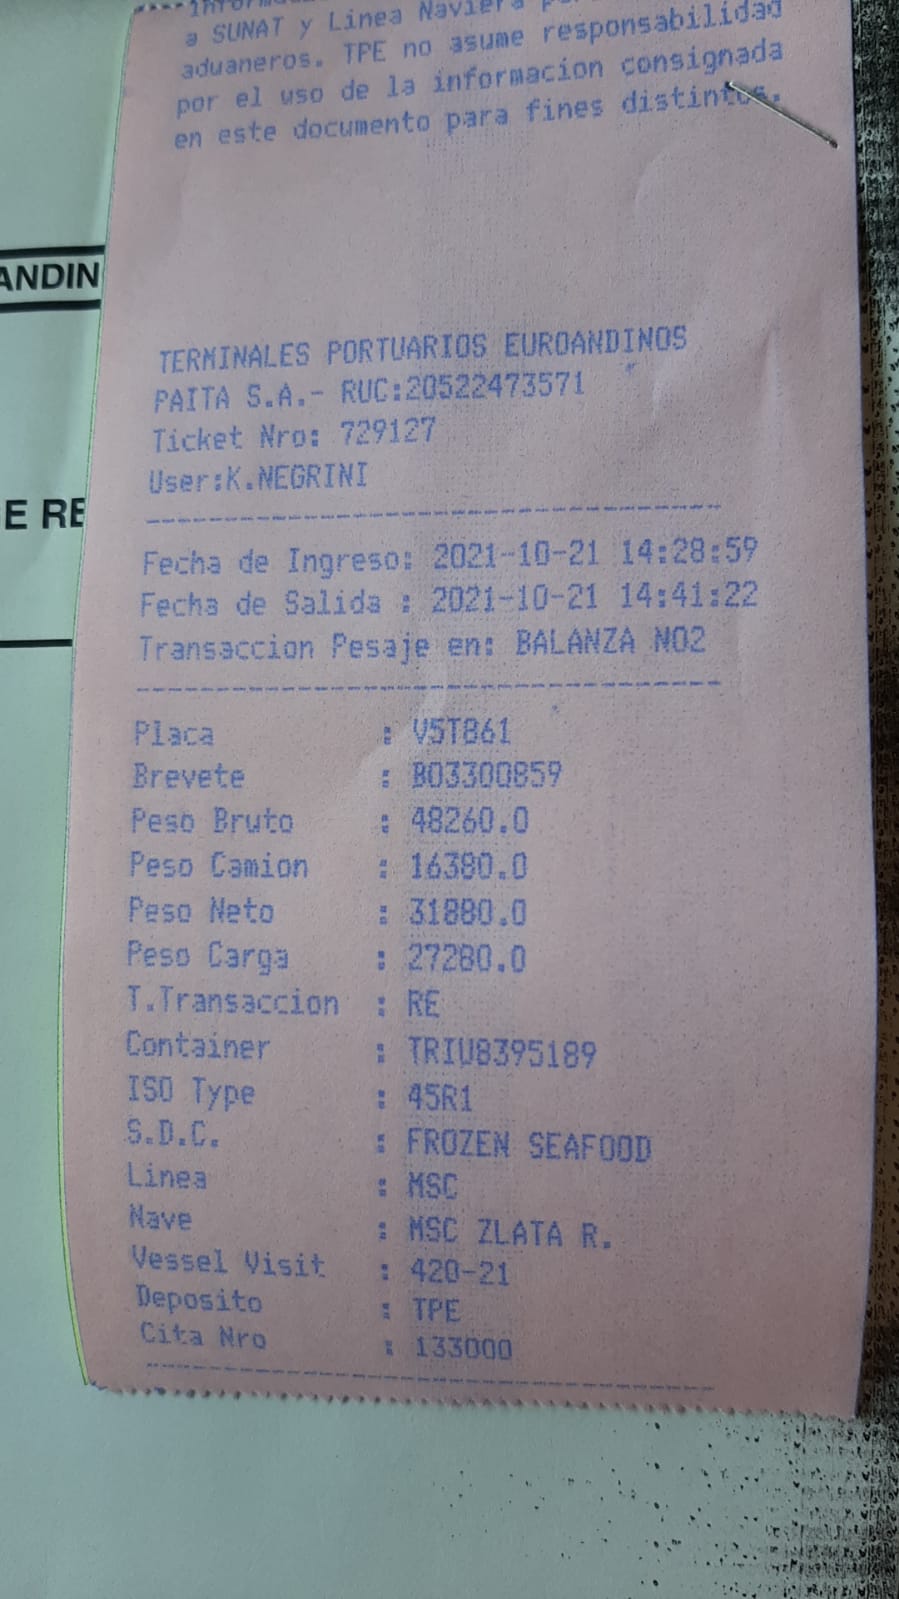 a SUNAT y Linea Naviera
aduaneros. TPE no asume responsabilidad
por el uso de la informacion consignada
en este documento para fines distintos.
ANDIN
TERMINALES PORTUARIOS EUROANDINOS
PAITA S.A.- RUC:20522473571
Ticket Nro: 729127
User:K.NEGRINI
E RE
Fecha de Ingreso: 2021-10-21 14:28:59
Fecha de Salida : 2021-10-21 14:41:22
Transaccion Pesaje en: BALANZA NO2
Placa : V5T861
Brevete : B03300859
Peso Bruto : 48260.0
Peso Camion : 16380.0
Peso Neto : 31880.0
Peso Carga : 27280.0
T.Transaccion : RE
Container : TRIU8395189
ISO Type : 45R1
S.D.C. : FROZEN SEAFOOD
Linea : MSC
Nave : MSC ZLATA R.
Vessel Visit : 420-21
Deposito : TPE
Cita Nro : 133000